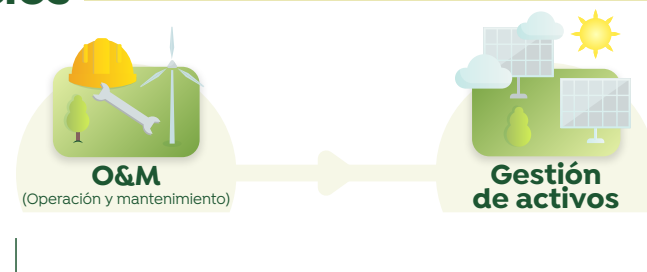 O&M
(Operación y mantenimiento)
Gestión
de activos